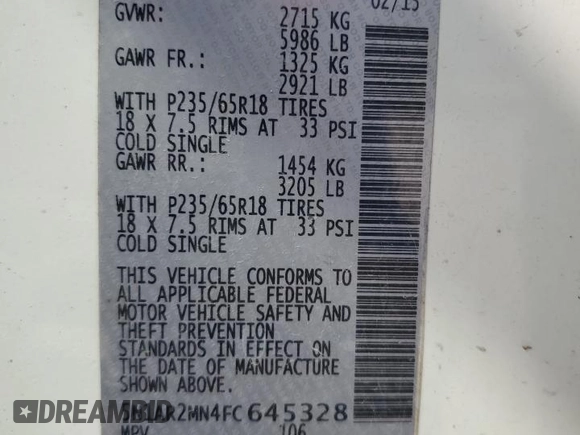 02/15
GVWR: 2715 KG
5986 LB
GAWR FR.: 1325 KG
2921 LB
WITH P235/65R18 TIRES
18 X 7.5 RIMS AT 33 PSI
COLD SINGLE
GAWR RR.: 1454 KG
3205 LB
WITH P235/65R18 TIRES
18 X 7.5 RIMS AT 33 PSI
COLD SINGLE
THIS VEHICLE CONFORMS TO
ALL APPLICABLE FEDERAL
MOTOR VEHICLE SAFETY AND
THEFT PREVENTION
STANDARDS IN EFFECT ON
THE DATE OF MANUFACTURE
SHOWN ABOVE.
645328
MPV 106